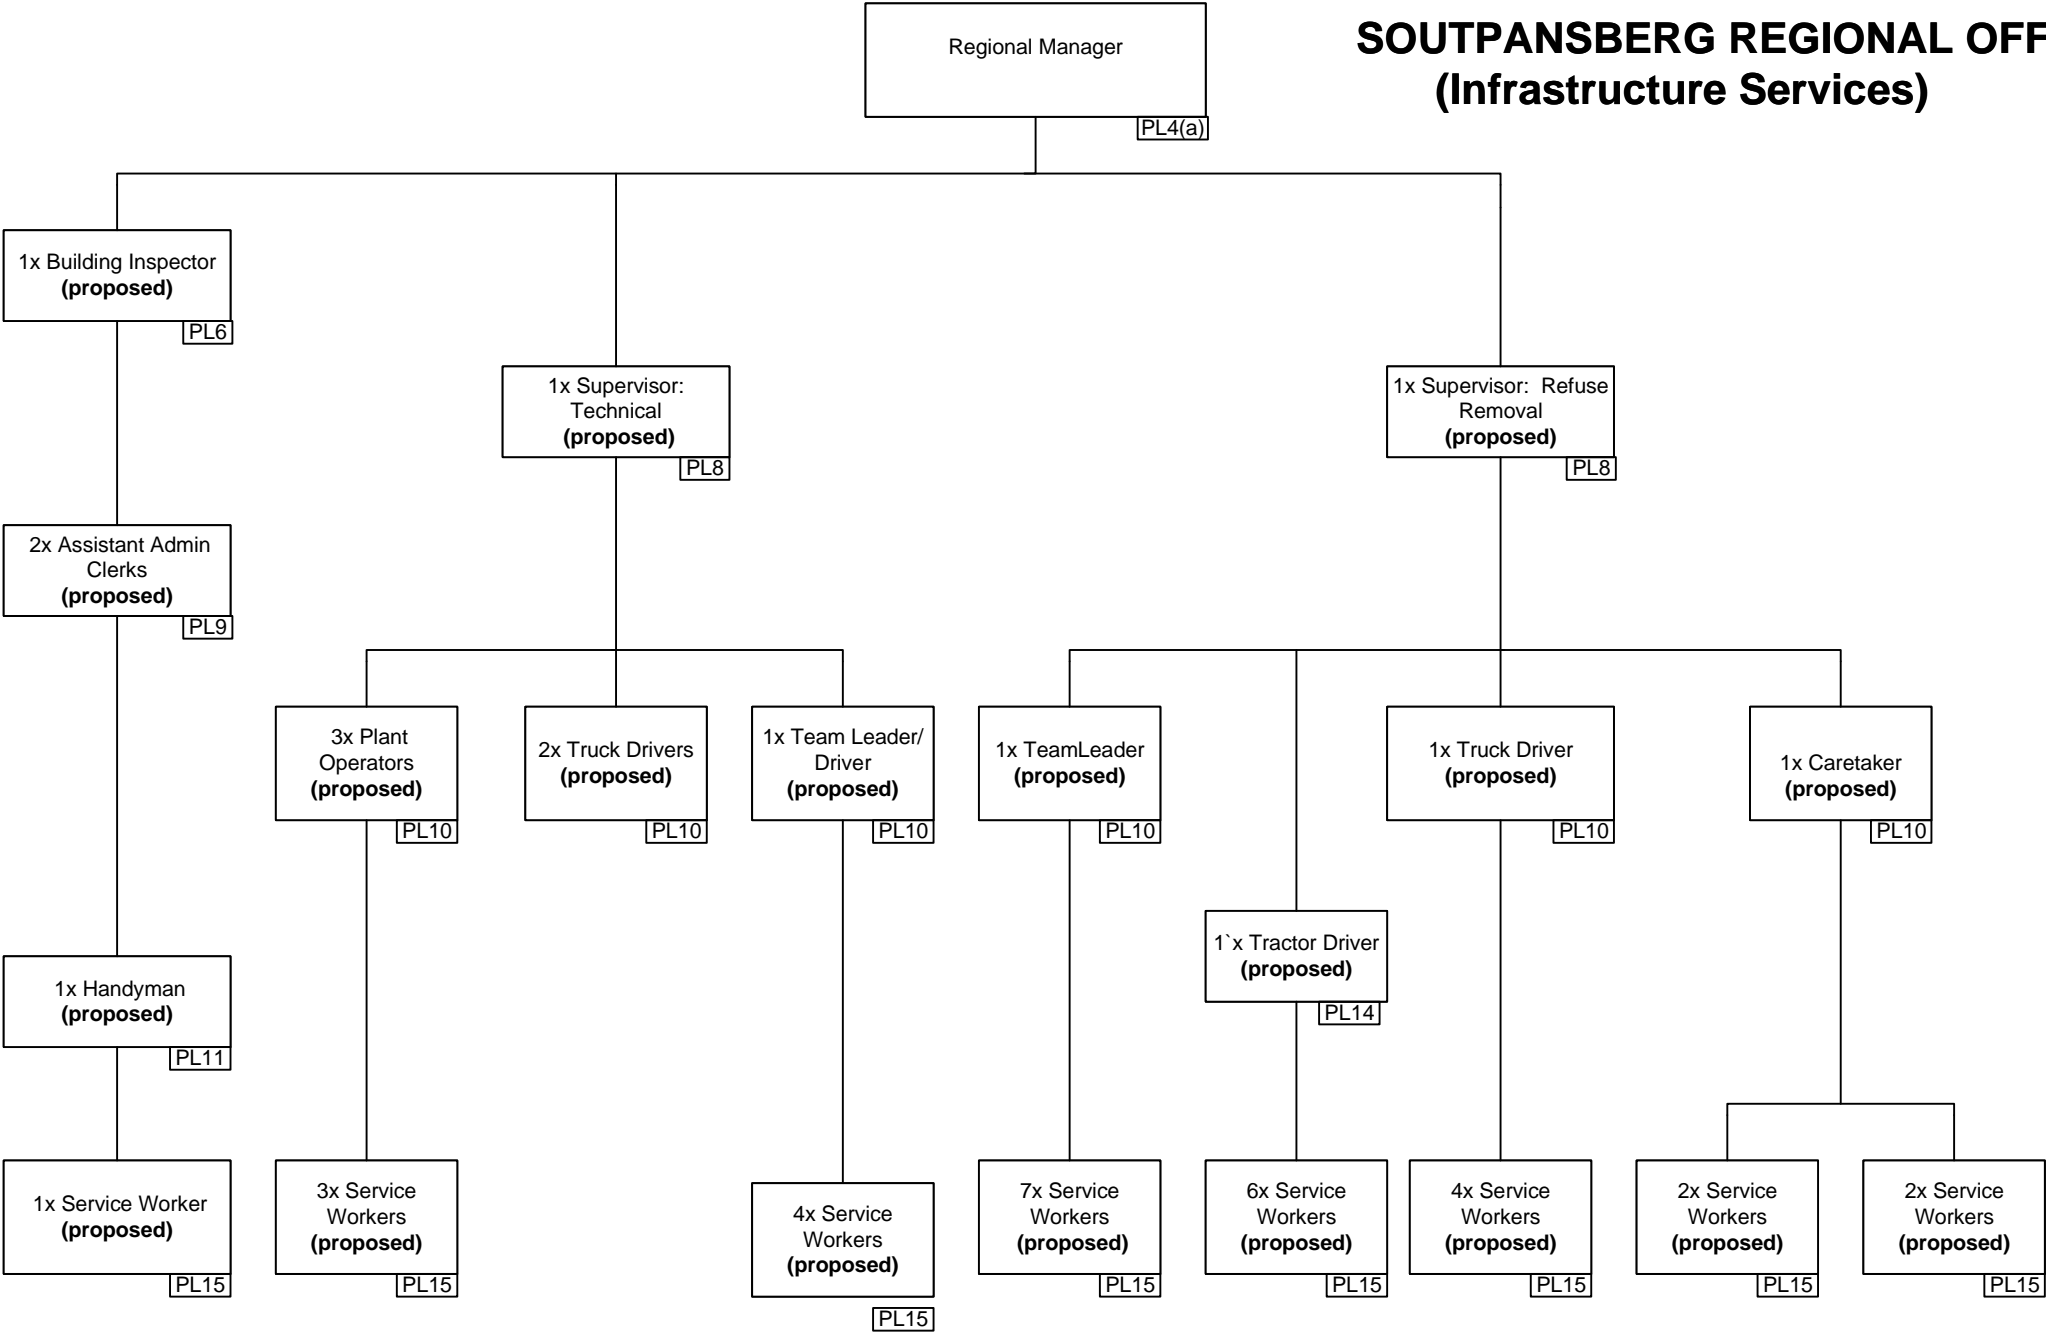 SOUTPANSBERG REGIONAL OFF
(Infrastructure Services)
Regional Manager
PL4(a)
1x Building Inspector
(proposed)
PL6
1x Supervisor:
Technical
(proposed)
PL8
1x Supervisor:  Refuse
Removal
(proposed)
PL8
2x Assistant Admin
Clerks
(proposed)
PL9
3x Plant
Operators
(proposed)
PL10
2x Truck Drivers
(proposed)
PL10
1x Team Leader/
Driver
(proposed)
PL10
1x TeamLeader
(proposed)
PL10
1x Truck Driver
(proposed)
PL10
1x Caretaker
(proposed)
PL10
1`x Tractor Driver
(proposed)
PL14
1x Handyman
(proposed)
PL11
1x Service Worker
(proposed)
PL15
3x Service
Workers
(proposed)
PL15
4x Service
Workers
(proposed)
PL15
7x Service
Workers
(proposed)
PL15
6x Service
Workers
(proposed)
PL15
4x Service
Workers
(proposed)
PL15
2x Service
Workers
(proposed)
PL15
2x Service
Workers
(proposed)
PL15